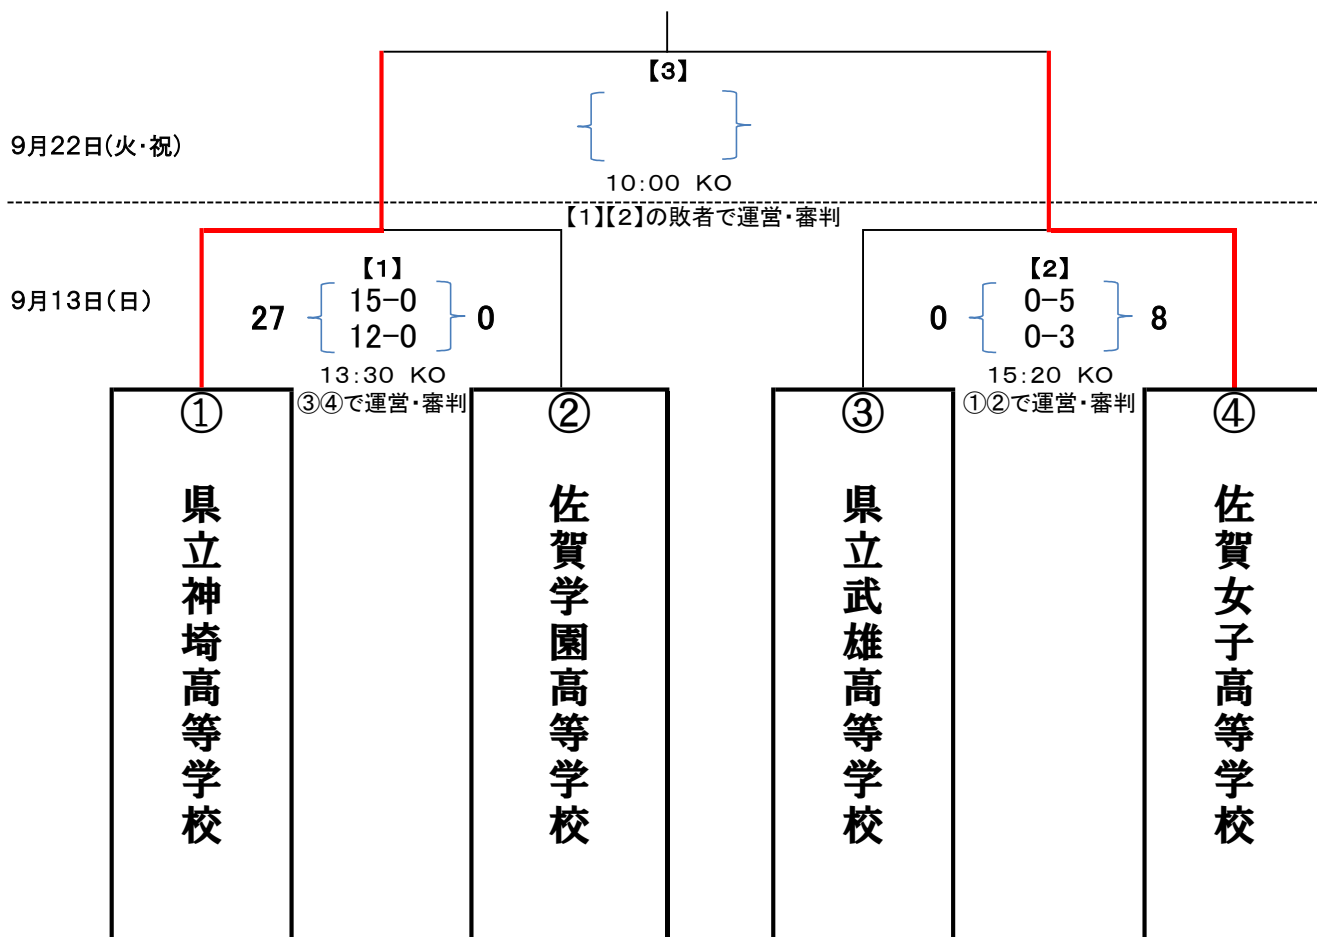 【3】
9月22日(火・祝)
10:00 KO
【1】【2】の敗者で運営・審判
【1】
【2】
9月13日(日)
27
15-0
12-0
0
0
0-5
0-3
8
13:30 KO
15:20 KO
③④で運営・審判
①②で運営・審判
①
②
③
④
県立神埼高等学校
佐賀学園高等学校
県立武雄高等学校
佐賀女子高等学校